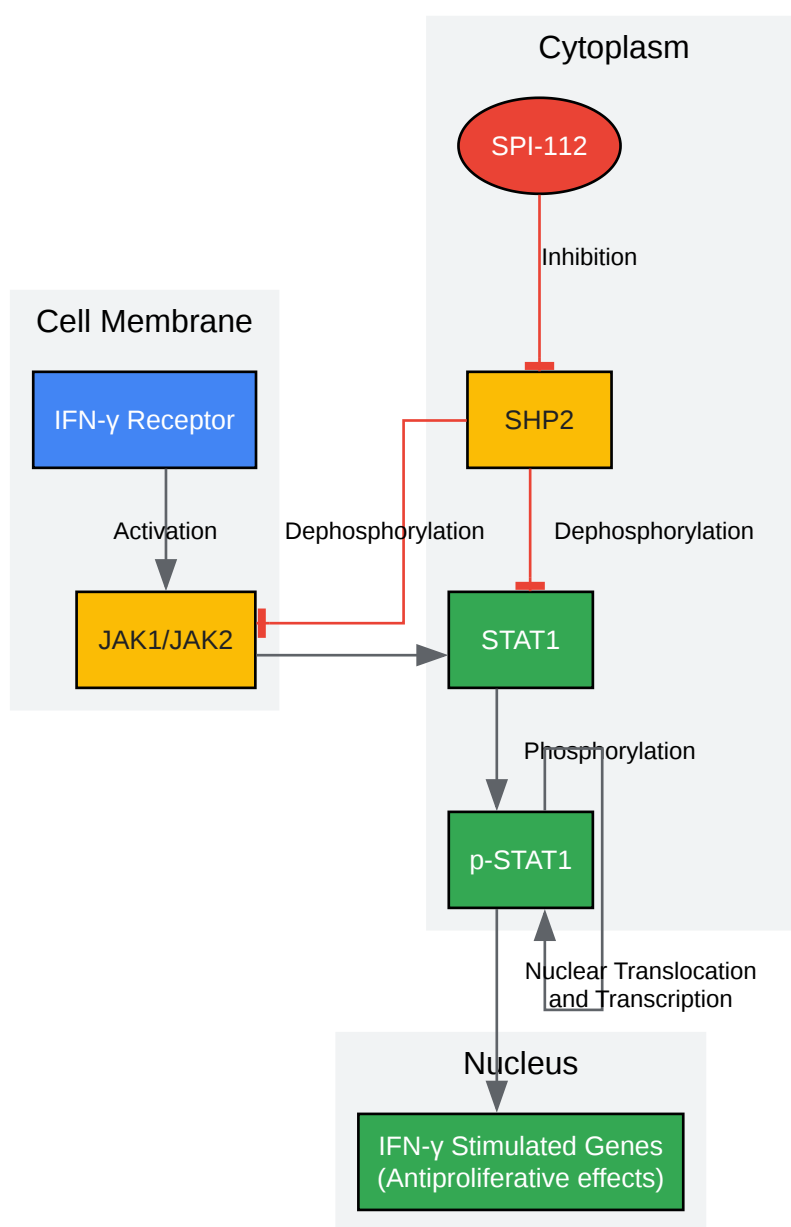 Cytoplasm
SPI-112
Inhibition
Cell Membrane
IFN-γ Receptor
SHP2
Activation
Dephosphorylation
Dephosphorylation
JAK1/JAK2
STAT1
Phosphorylation
p-STAT1
Nuclear Translocation
and Transcription
Nucleus
IFN-γ Stimulated Genes
(Antiproliferative effects)